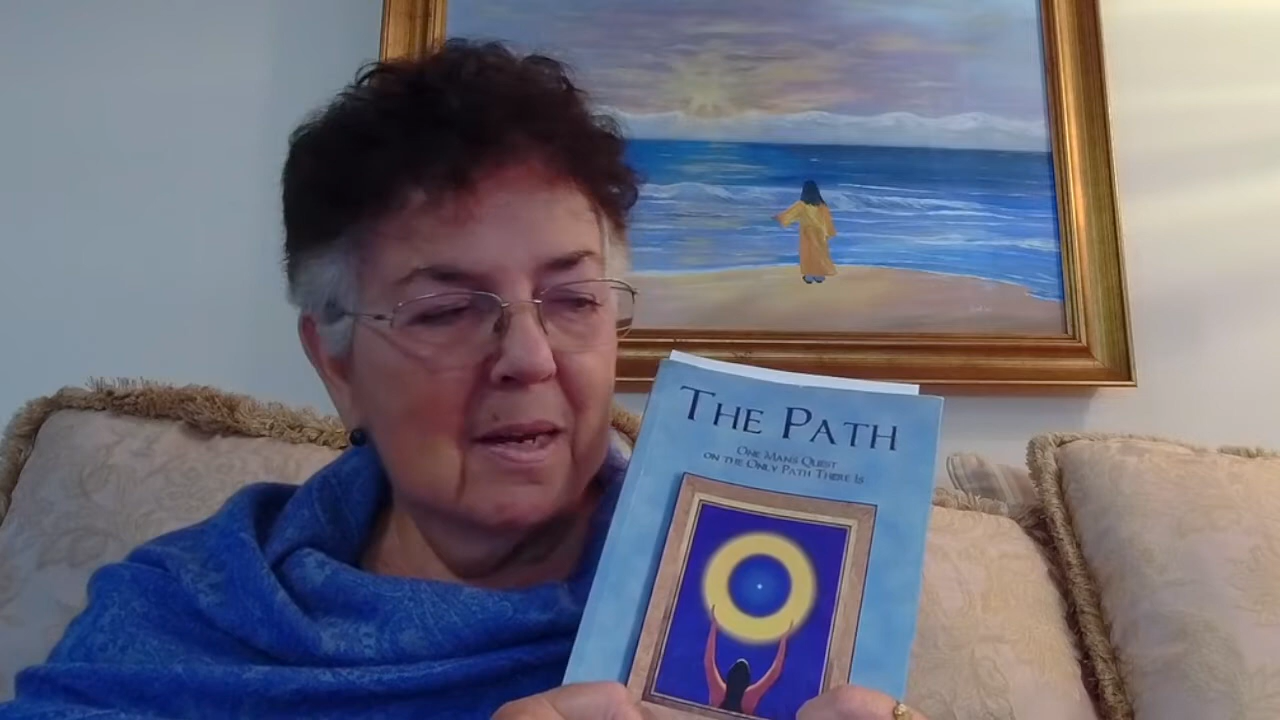 THE PATH
ONE MANS QUEST
ON THE ONLY PATH THERE IS